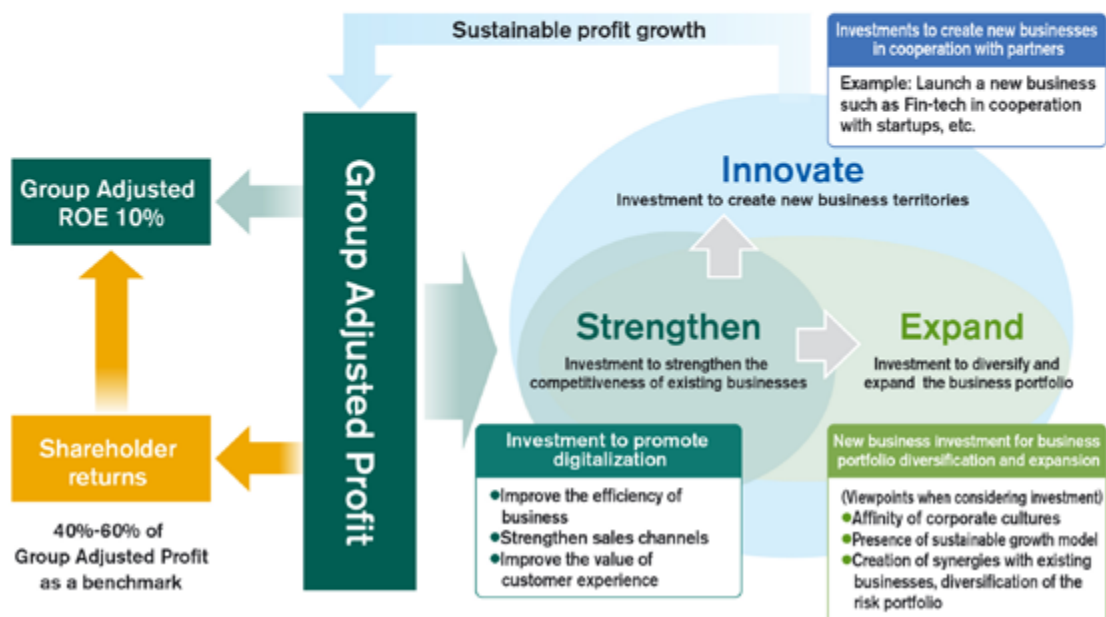 Sustainable profit growth
Investments to create new businesses
in cooperation with partners
Example: Launch a new business
such as Fin-tech in cooperation
with startups, etc.
Group Adjusted
ROE 10%
Group Adjusted Profit
Innovate
Investment to create new business territories
Strengthen
Investment to strengthen the
competitiveness of existing businesses
Expand
Investment to diversify and
expand the business portfolio
Shareholder
returns
40%-60% of
Group Adjusted Profit
as a benchmark
Investment to promote
digitalization
●Improve the efficiency of
business
●Strengthen sales channels
●Improve the value of
customer experience
New business investment for business
portfolio diversification and expansion
(Viewpoints when considering investment)
●Affinity of corporate cultures
●Presence of sustainable growth model
●Creation of synergies with existing
businesses, diversification of the
risk portfolio